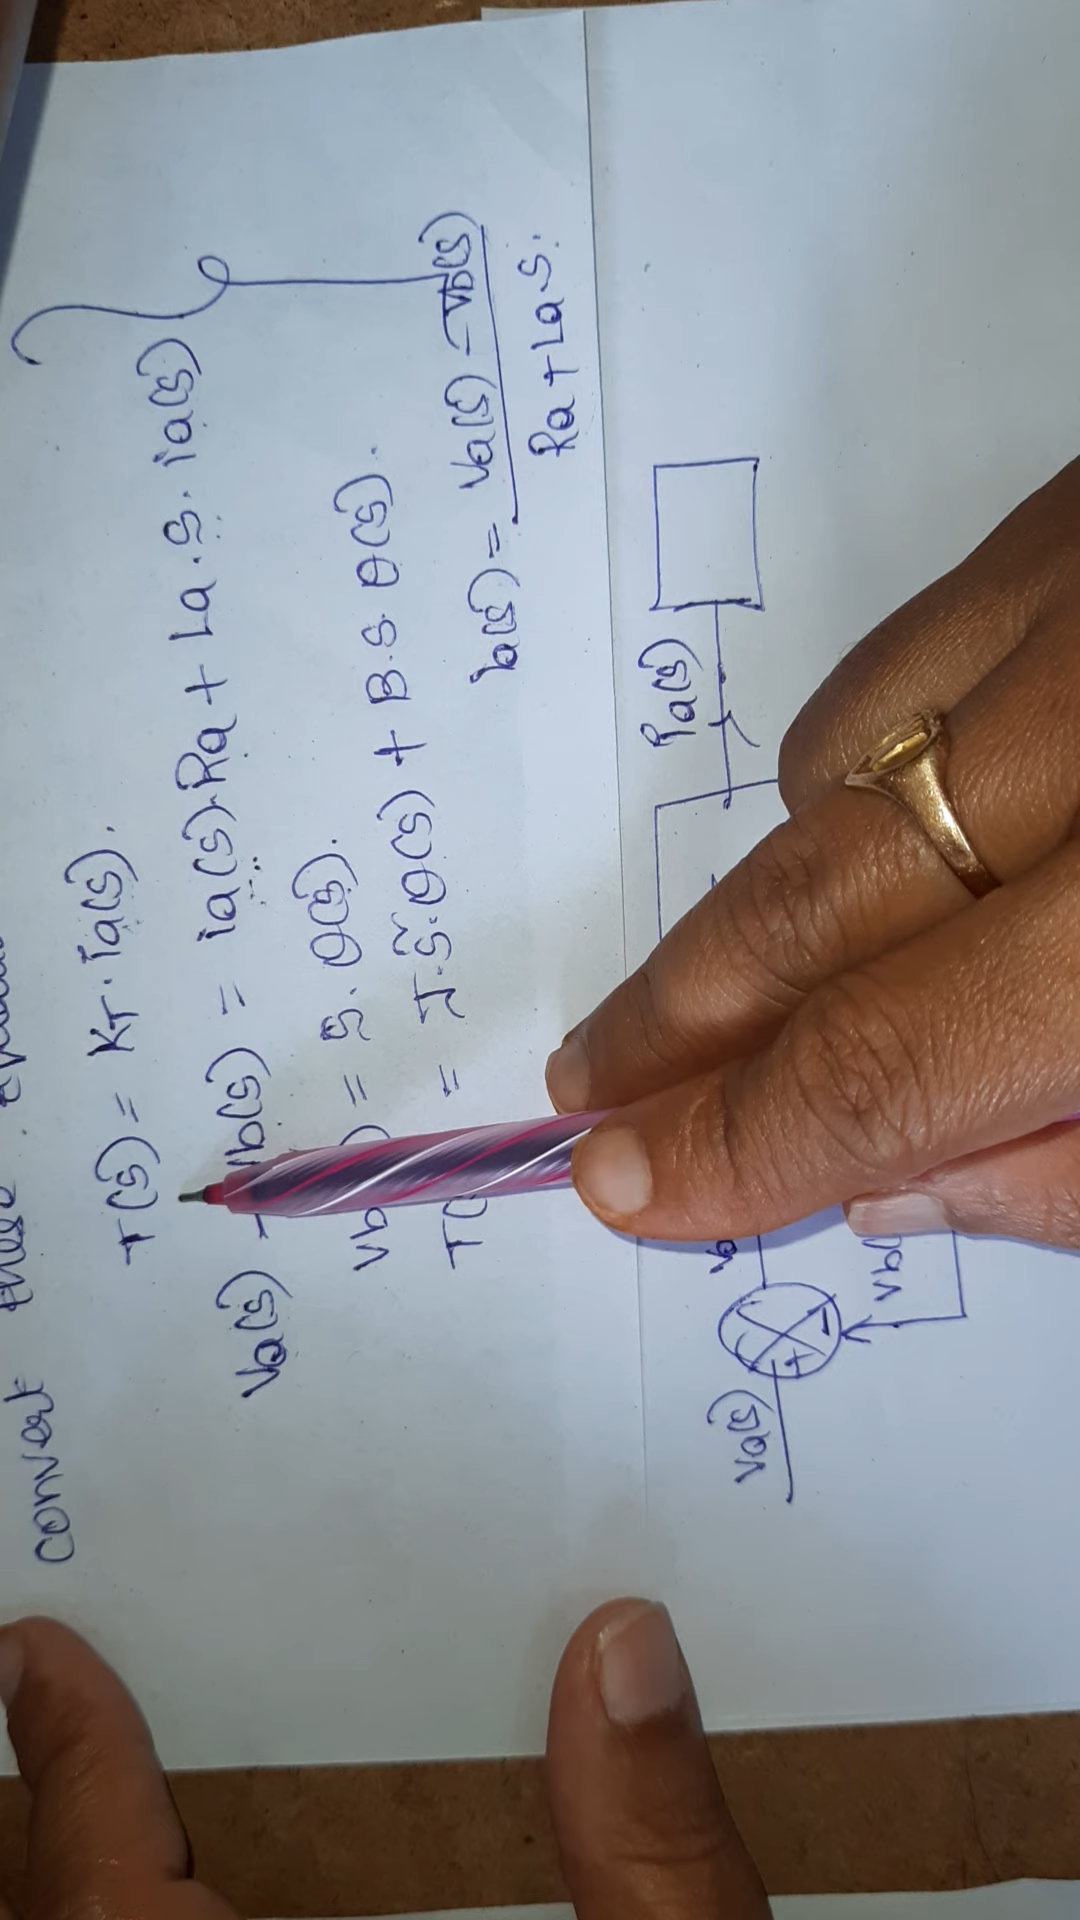 convert these
T(s) = KT. ia(s).
Va(s) - Vb(s) = ia(s).Ra + La.S. ia(s)
Vb = S. θ(s).
T( = J.S².θ(s) + B.S. θ(s).
Ia(s) = Va(s) - Vb(s)
Ra + La.S.
Ia(s)
Va(s)
+ -